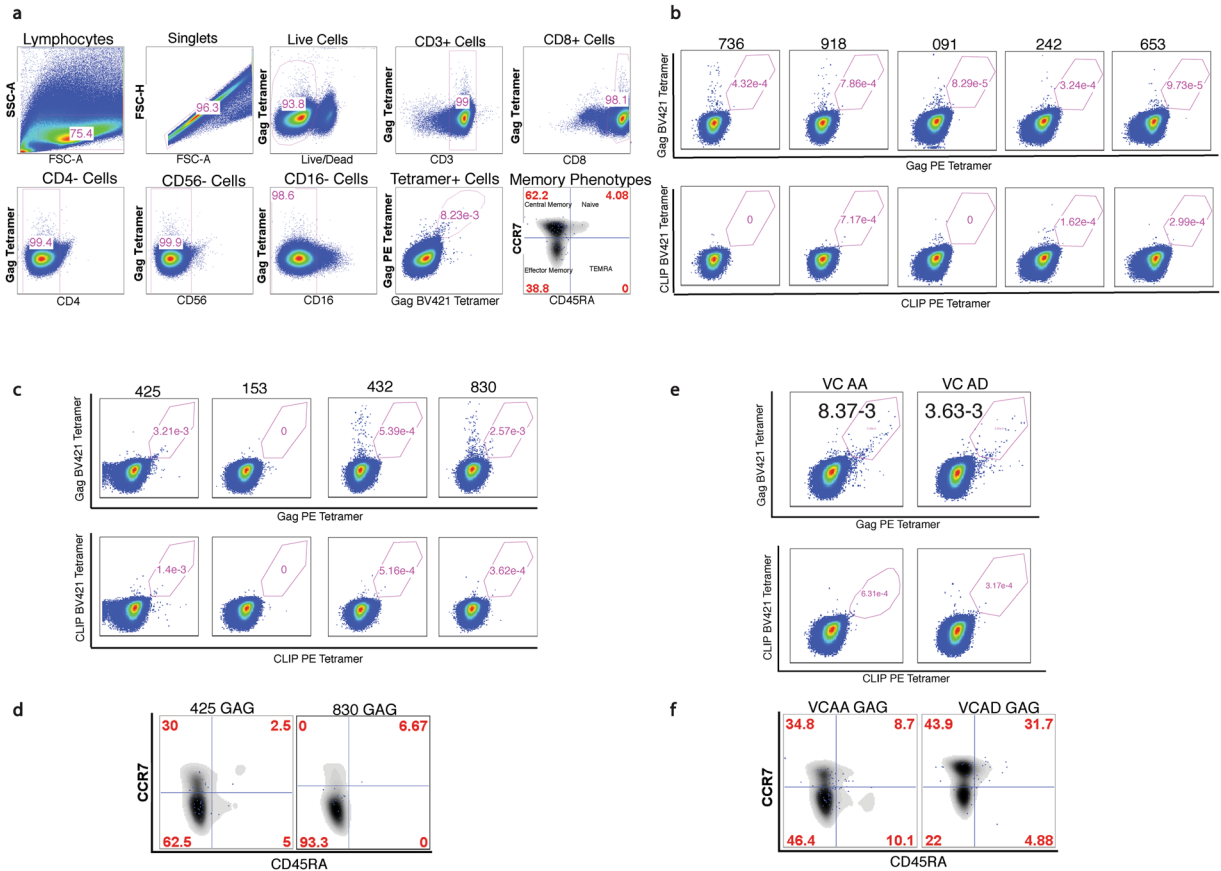 a
Lymphocytes
Singlets
Live Cells
CD3+ Cells
CD8+ Cells
SSC-A
FSC-H
Gag Tetramer
Gag Tetramer
Gag Tetramer
75.4
96.3
93.8
99
98.1
FSC-A
FSC-A
Live/Dead
CD3
CD8
CD4- Cells
CD56- Cells
CD16- Cells
Tetramer+ Cells
Memory Phenotypes
Gag Tetramer
Gag Tetramer
Gag Tetramer
Gag PE Tetramer
CCR7
99.4
99.9
98.6
8.23e-3
62.2
4.08
Central Memory
Naive
Effector Memory
TEMRA
38.8
0
CD4
CD56
CD16
Gag BV421 Tetramer
CD45RA
b
736
918
091
242
653
Gag BV421 Tetramer
4.32e-4
7.86e-4
8.29e-5
3.24e-4
9.73e-5
Gag PE Tetramer
CLIP BV421 Tetramer
0
7.17e-4
0
1.62e-4
2.99e-4
CLIP PE Tetramer
c
425
153
432
830
Gag BV421 Tetramer
3.21e-3
0
5.39e-4
2.57e-3
Gag PE Tetramer
CLIP BV421 Tetramer
1.4e-3
0
5.16e-4
3.62e-4
CLIP PE Tetramer
d
425 GAG
830 GAG
CCR7
30
2.5
0
6.67
62.5
5
93.3
0
CD45RA
e
VC AA
VC AD
8.37-3
3.63-3
Gag BV421 Tetramer
Gag PE Tetramer
CLIP BV421 Tetramer
6.31e-4
3.17e-4
CLIP PE Tetramer
f
VCAA GAG
VCAD GAG
CCR7
34.8
8.7
43.9
31.7
46.4
10.1
22
4.88
CD45RA